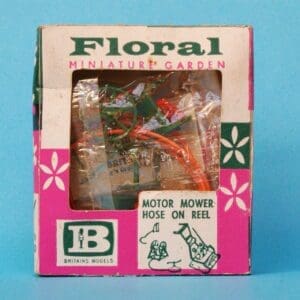 Floral
MINIATURE GARDEN
MOTOR MOWER
HOSE ON REEL
B
BRITAINS MODELS